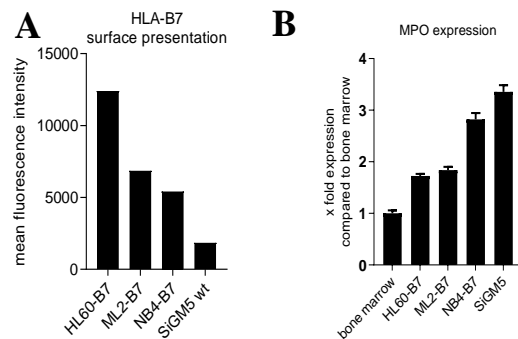 A
HLA-B7
surface presentation
mean fluorescence intensity
15000
10000
5000
0
HL60-B7
ML2-B7
NB4-B7
SiGM5 wt
B
MPO expression
x fold expression
compared to bone marrow
4
3
2
1
0
bone marrow
HL60-B7
ML2-B7
NB4-B7
SiGM5